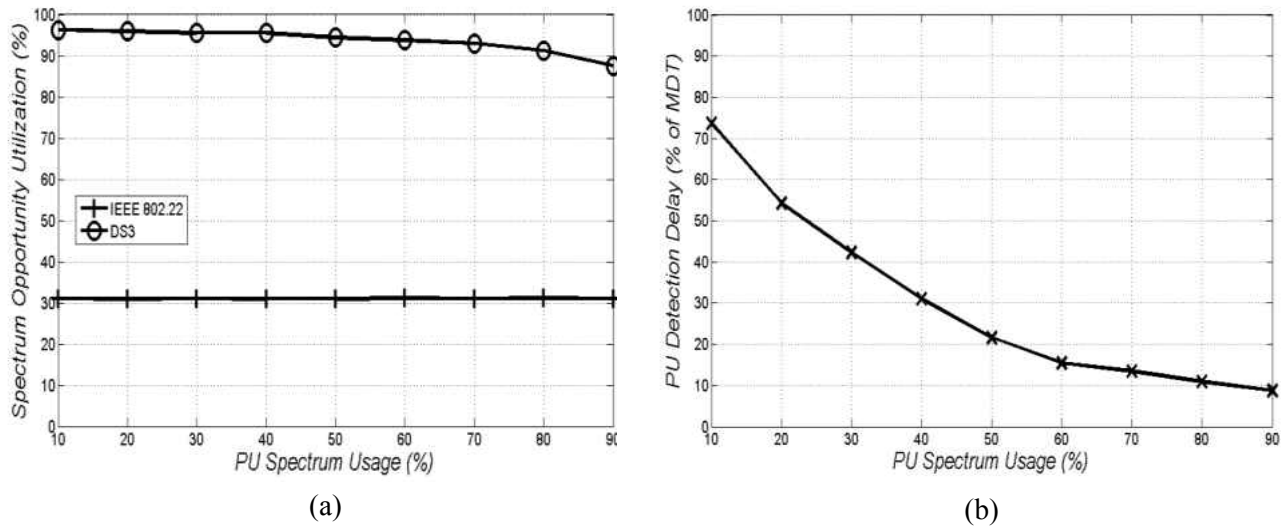 Spectrum Opportunity Utilization (%)
100
90
80
70
60
50
40
30
20
10
0
IEEE 802.22
DS3
10 20 30 40 50 60 70 80 90
PU Spectrum Usage (%)
(a)
PU Detection Delay (% of MDT)
100
90
80
70
60
50
40
30
20
10
0
10 20 30 40 50 60 70 80 90
PU Spectrum Usage (%)
(b)